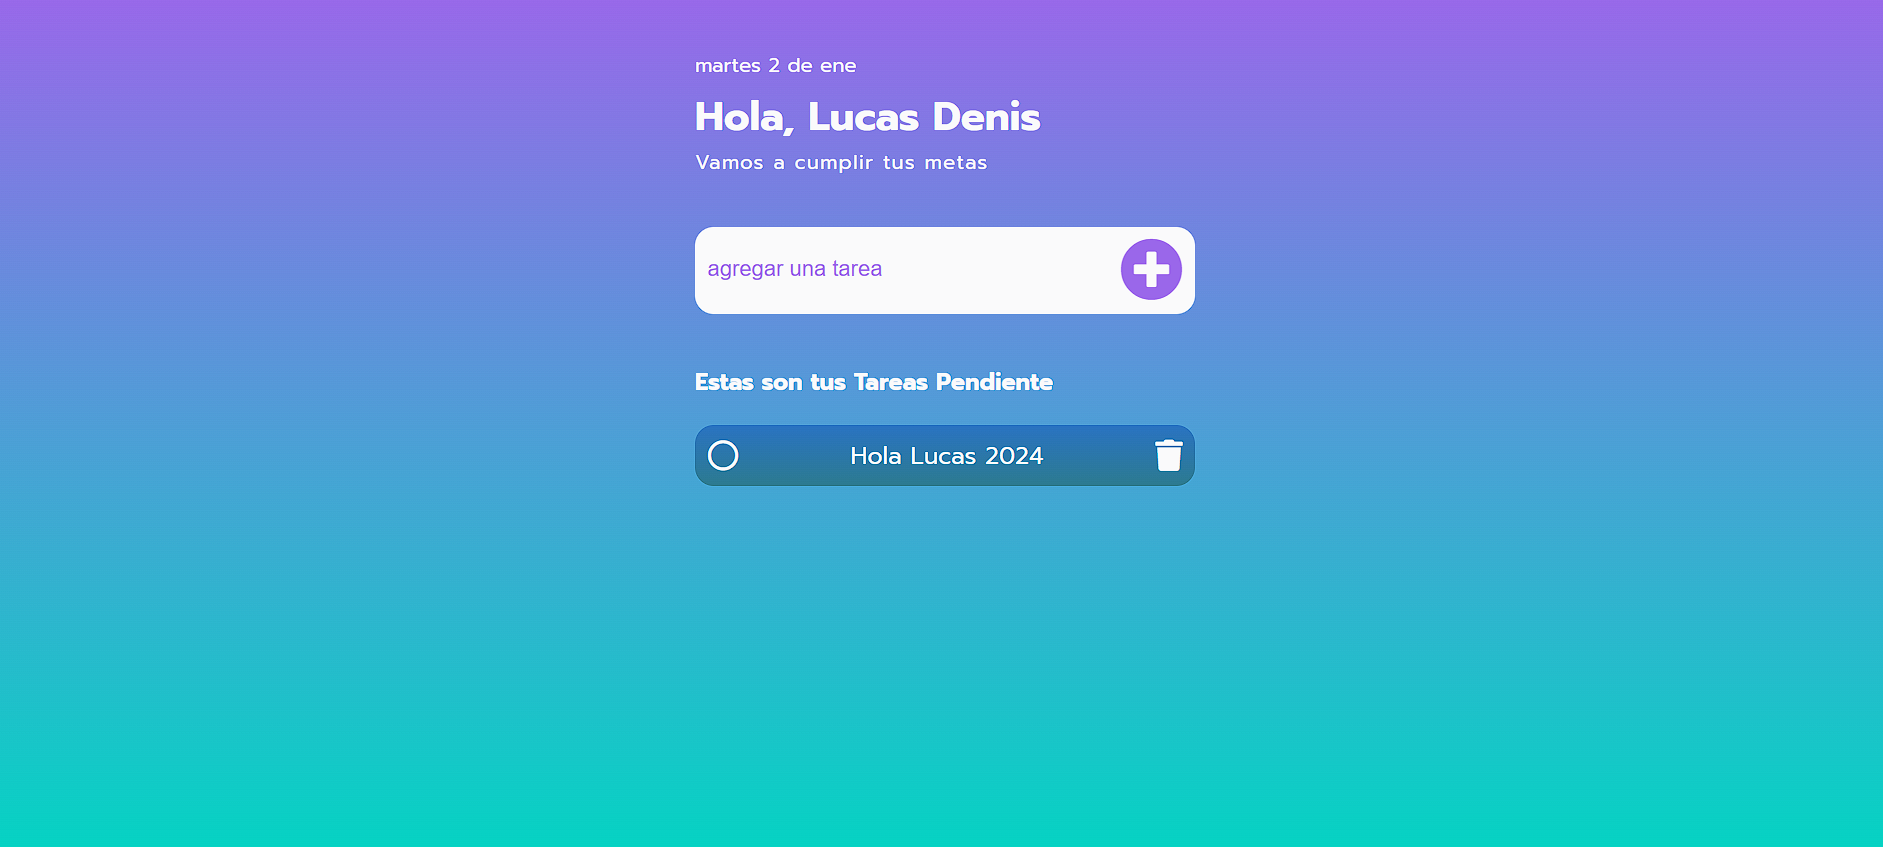 martes 2 de ene
Hola, Lucas Denis
Vamos a cumplir tus metas
agregar una tarea
Estas son tus Tareas Pendiente
Hola Lucas 2024